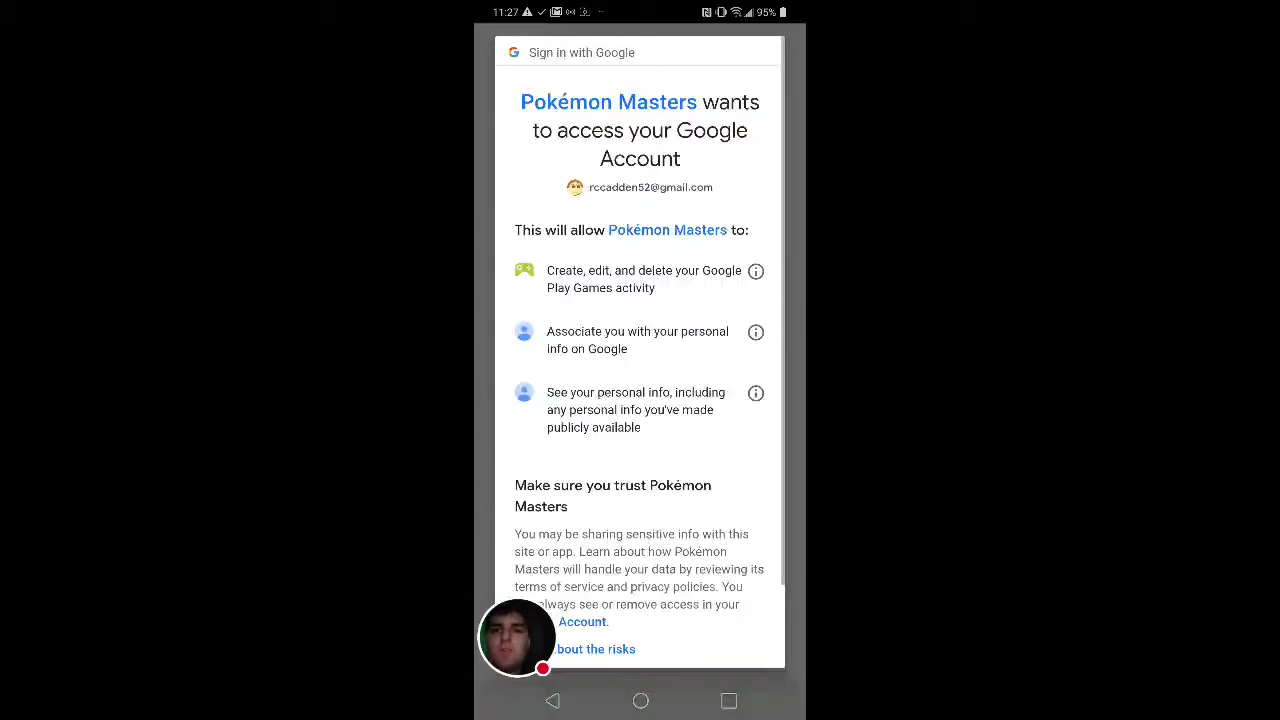 11:27 95%
Sign in with Google
Pokémon Masters wants
to access your Google
Account
rccadden52@gmail.com
This will allow Pokémon Masters to:
Create, edit, and delete your Google
Play Games activity
Associate you with your personal
info on Google
See your personal info, including
any personal info you've made
publicly available
Make sure you trust Pokémon
Masters
You may be sharing sensitive info with this
site or app. Learn about how Pokémon
Masters will handle your data by reviewing its
terms of service and privacy policies. You
always see or remove access in your
Account.
bout the risks